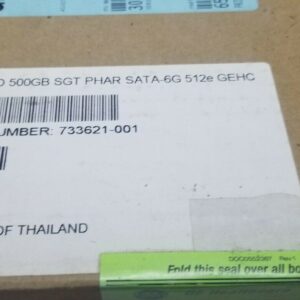 D 500GB SGT PHAR SATA-6G 512e GEHC
UMBER: 733621-001
OF THAILAND
Fold this seal over all bo